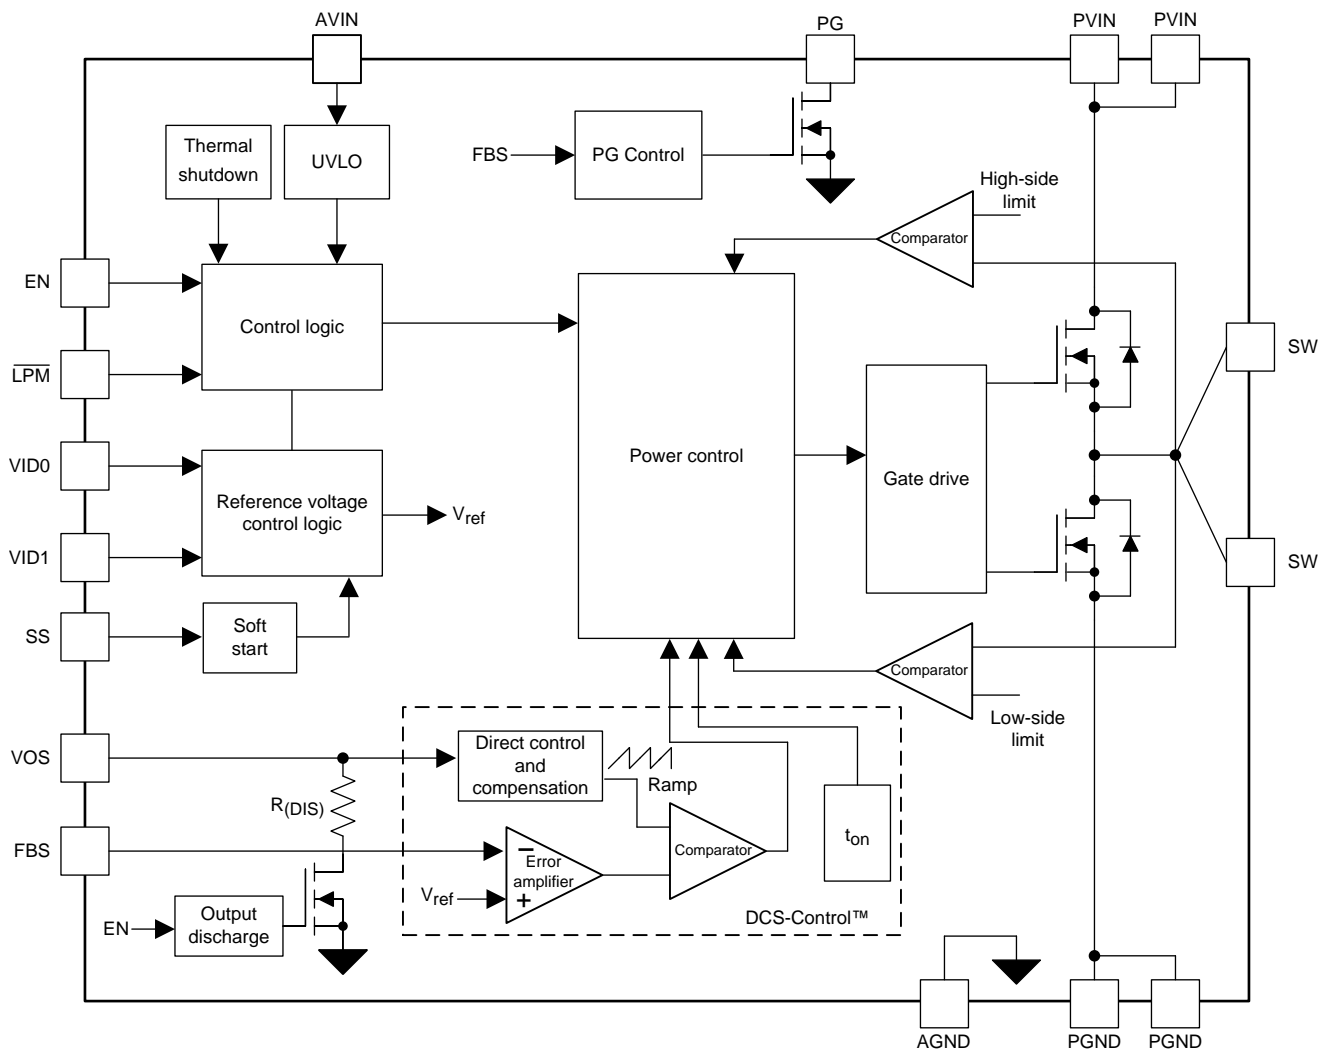 AVIN
PG
PVIN
PVIN
Thermal
shutdown
UVLO
FBS
PG Control
High-side
limit
Comparator
EN
Control logic
LPM
SW
VID0
Reference voltage
control logic
Vref
Power control
Gate drive
VID1
SW
SS
Soft
start
Comparator
Low-side
limit
VOS
Direct control
and
compensation
Ramp
R(DIS)
FBS
−
Error
amplifier
+
Vref
Comparator
ton
EN
Output
discharge
DCS-Control™
AGND
PGND
PGND